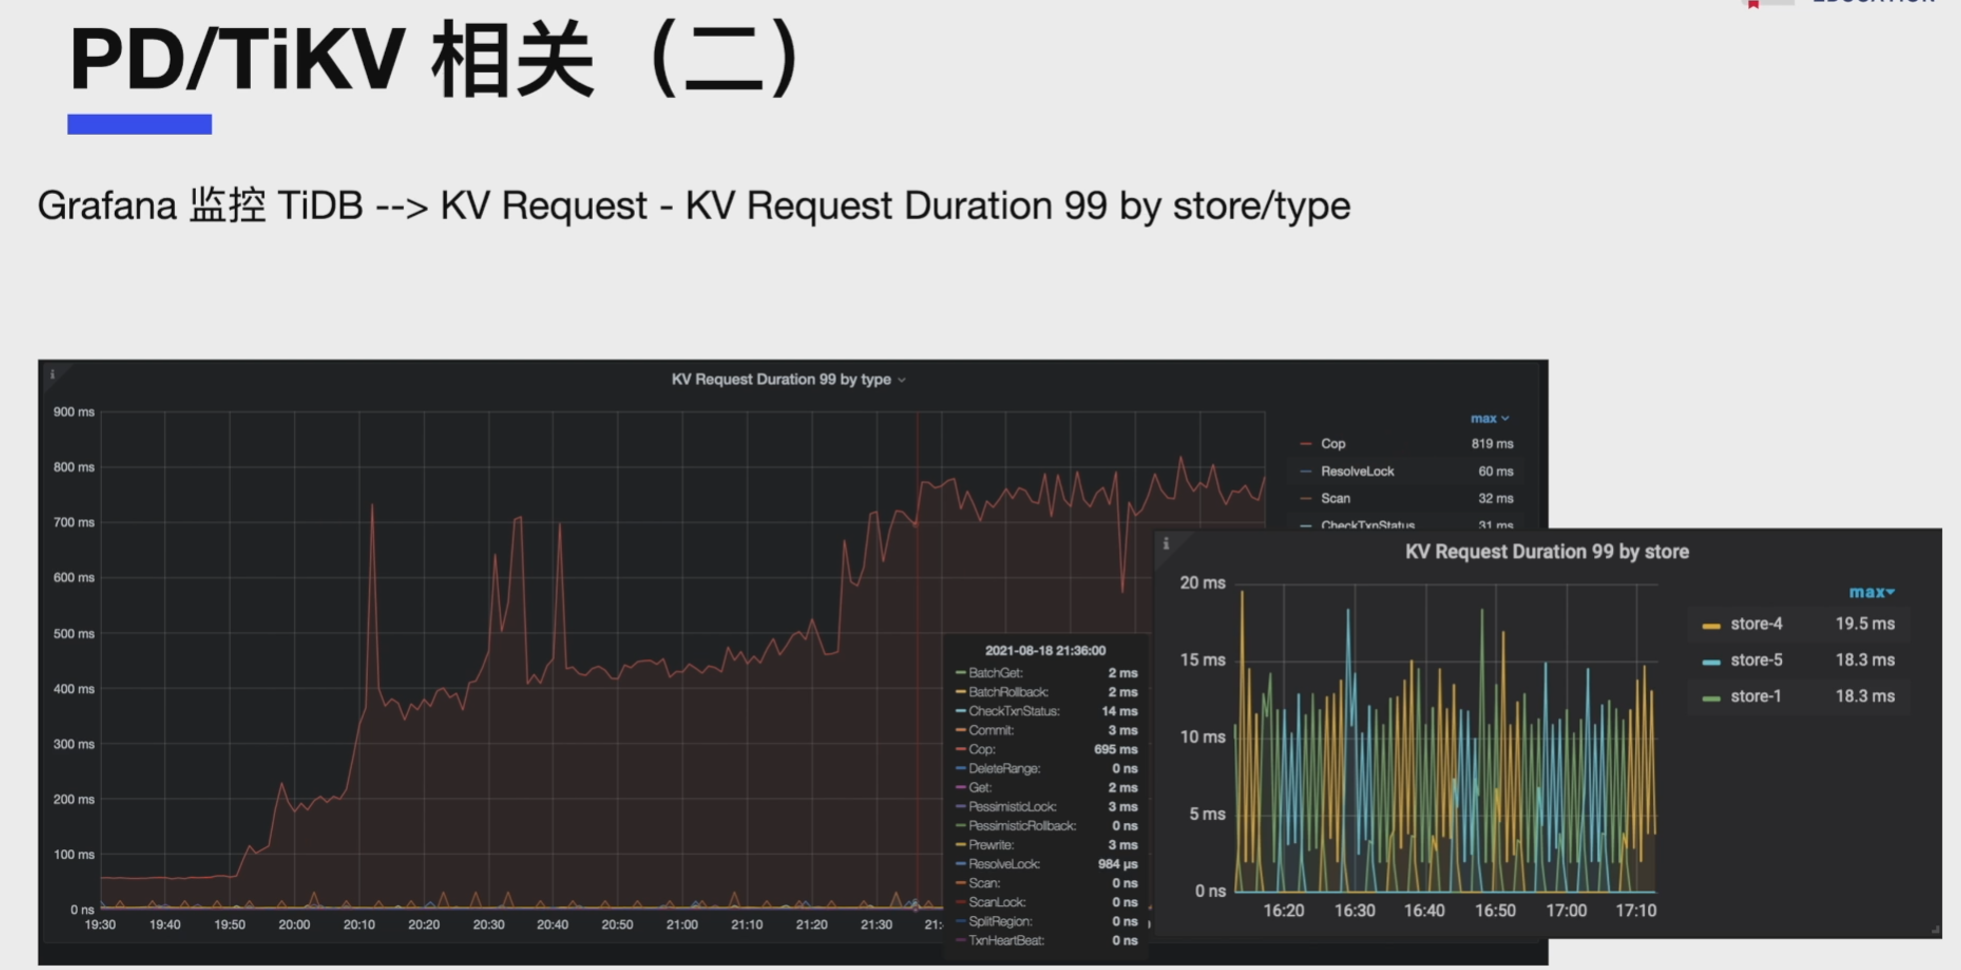 EDUCATION
PD/TiKV 相关（二）
Grafana 监控 TiDB --> KV Request - KV Request Duration 99 by store/type
KV Request Duration 99 by type
900 ms
800 ms
700 ms
600 ms
500 ms
400 ms
300 ms
200 ms
100 ms
0 ns
19:30 19:40 19:50 20:00 20:10 20:20 20:30 20:40 20:50 21:00 21:10 21:20 21:30 21:
max
Cop 819 ms
ResolveLock 60 ms
Scan 32 ms
CheckTxnStatus 31 ms
2021-08-18 21:36:00
BatchGet: 2 ms
BatchRollback: 2 ms
CheckTxnStatus: 14 ms
Commit: 3 ms
Cop: 695 ms
DeleteRange: 0 ns
Get: 2 ms
PessimisticLock: 3 ms
PessimisticRollback: 0 ns
Prewrite: 3 ms
ResolveLock: 984 µs
Scan: 0 ns
ScanLock: 0 ns
SplitRegion: 0 ns
TxnHeartBeat: 0 ns
KV Request Duration 99 by store
20 ms
15 ms
10 ms
5 ms
0 ns
16:20 16:30 16:40 16:50 17:00 17:10
max
store-4 19.5 ms
store-5 18.3 ms
store-1 18.3 ms